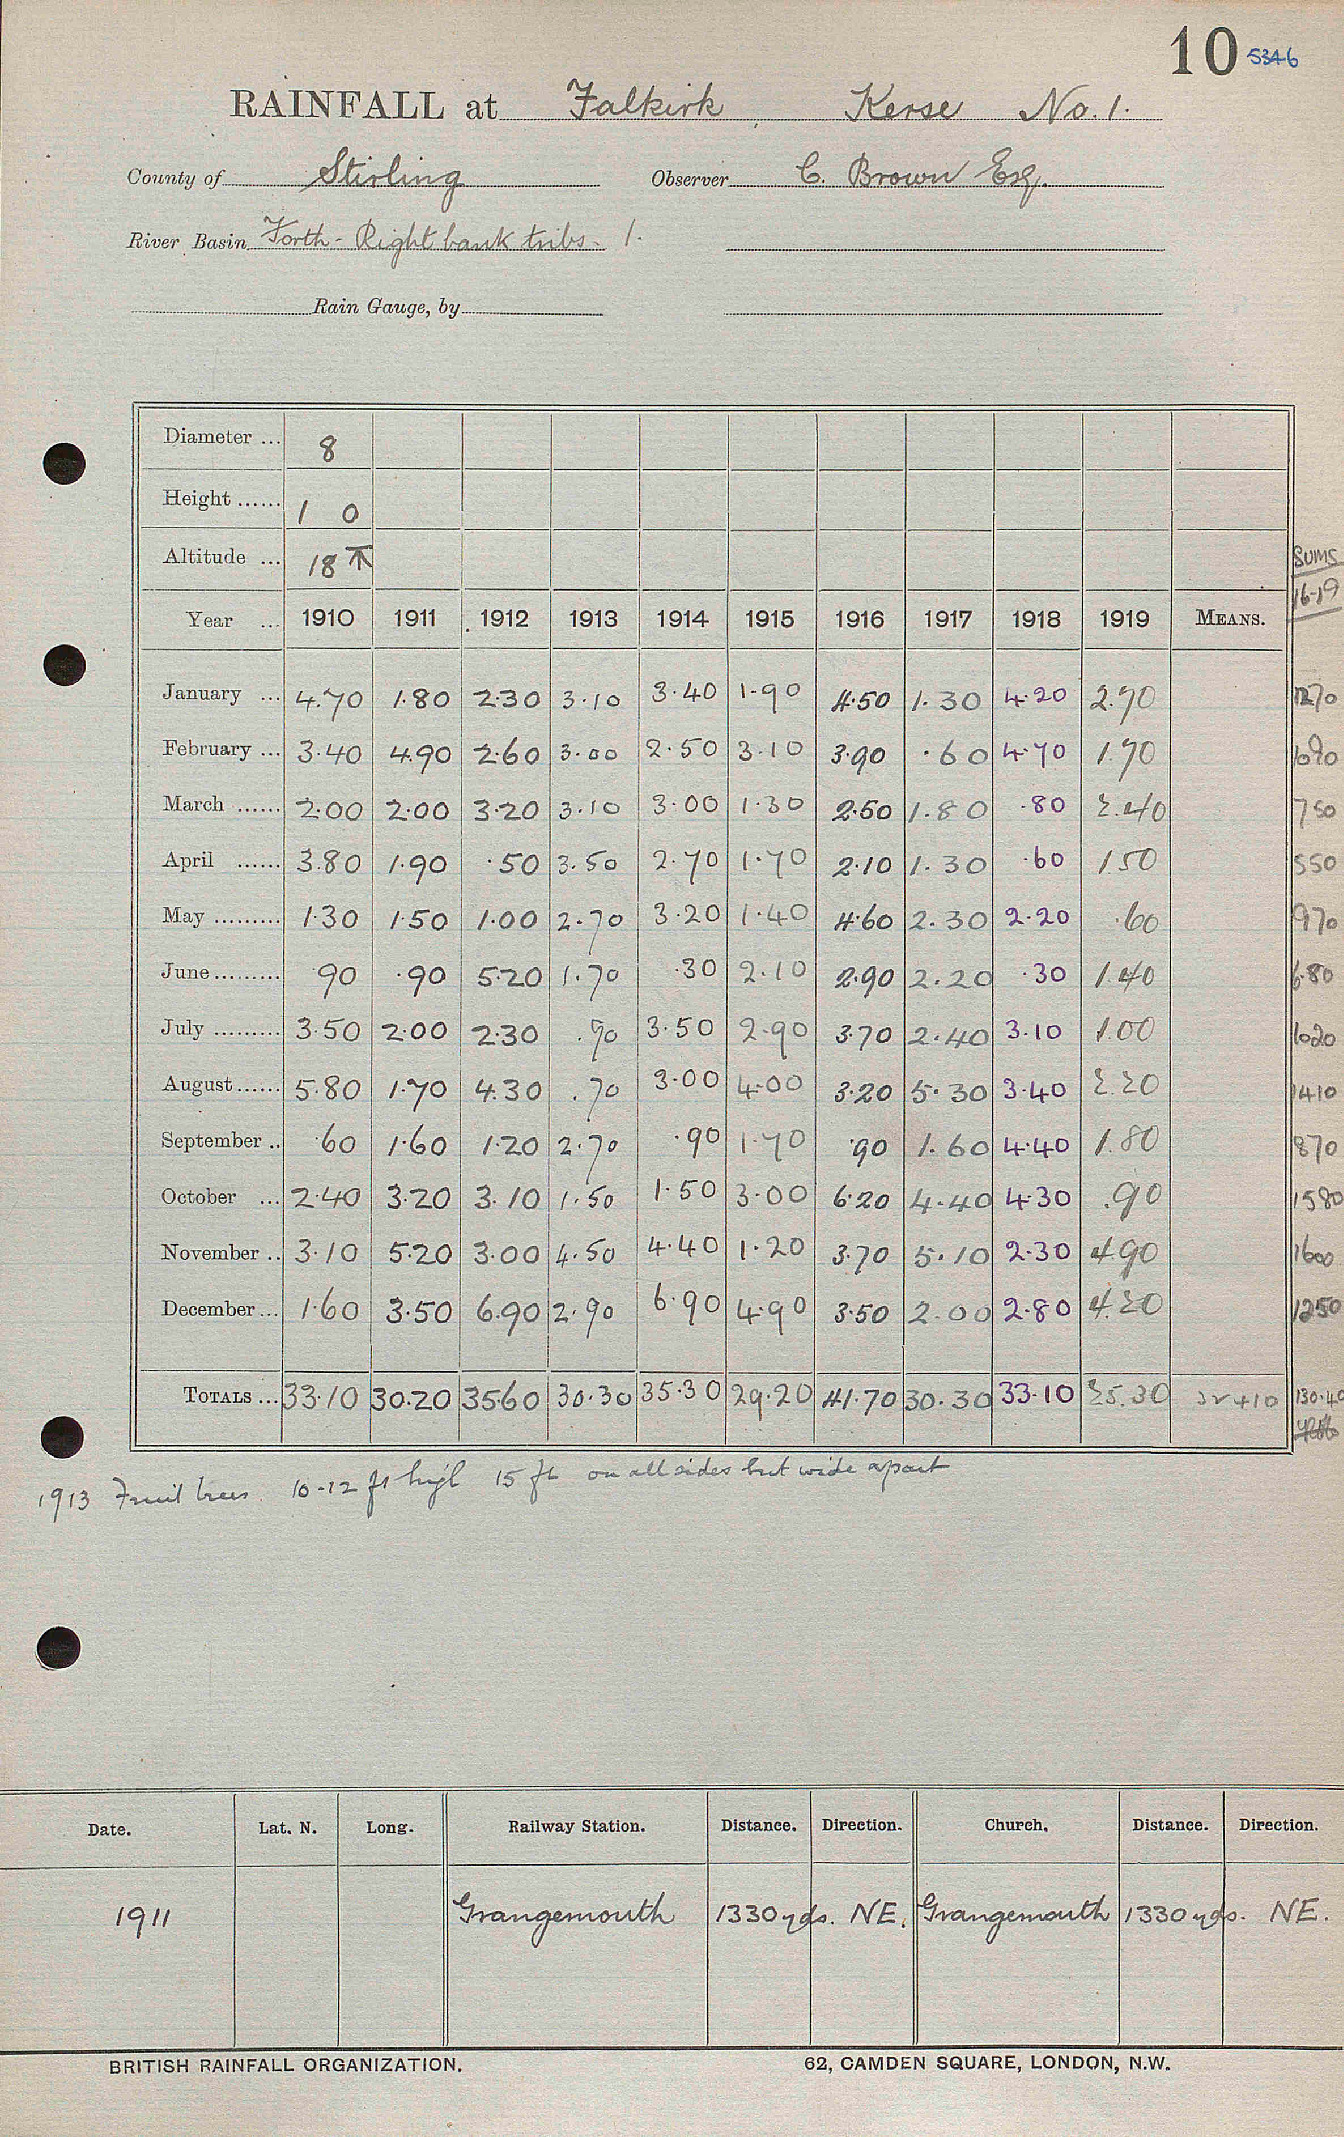 10 5346
RAINFALL at Falkirk Kerse No. 1.
County of Stirling Observer C. Brown Esq.
River Basin Forth - Right bank tribs. 1.
Rain Gauge, by
Diameter ... 8
Height ...... 1 0
Altitude ... 18 ⊼
SUMS
16-19
Year ... 1910 1911 1912 1913 1914 1915 1916 1917 1918 1919 MEANS.
January ... 4.70 1.80 2.30 3.10 3.40 1.90 4.50 1.30 4.20 2.70 1270
February ... 3.40 4.90 2.60 3.00 2.50 3.10 3.90 .60 4.70 1.70 1090
March ...... 2.00 2.00 3.20 3.10 3.00 1.30 2.50 1.80 .80 2.40 750
April ...... 3.80 1.90 .50 3.50 2.70 1.70 2.10 1.30 .60 1.50 550
May ......... 1.30 1.50 1.00 2.70 3.20 1.40 4.60 2.30 2.20 .60 970
June ......... .90 .90 5.20 1.70 .30 2.10 2.90 2.20 .30 1.40 680
July ......... 3.50 2.00 2.30 .90 3.50 2.90 3.70 2.40 3.10 1.00 1020
August ...... 5.80 1.70 4.30 .70 3.00 4.00 3.20 5.30 3.40 2.20 1410
September .. .60 1.60 1.20 2.70 .90 1.70 .90 1.60 4.40 1.80 870
October ... 2.40 3.20 3.10 1.50 1.50 3.00 6.20 4.40 4.30 .90 1580
November .. 3.10 5.20 3.00 4.50 4.40 1.20 3.70 5.10 2.30 4.90 1600
December ... 1.60 3.50 6.90 2.90 6.90 4.90 3.50 2.00 2.80 4.20 1250
TOTALS ... 33.10 30.20 35.60 30.30 35.30 29.20 41.70 30.30 33.10 25.30 32410 130.40
1913 Fruit trees 10-12 ft high 15 ft on all sides but wide apart
Date. Lat. N. Long. Railway Station. Distance. Direction. Church. Distance. Direction.
1911 Grangemouth 1330 yds. NE. Grangemouth 1330 yds. NE.
BRITISH RAINFALL ORGANIZATION. 62, CAMDEN SQUARE, LONDON, N.W.